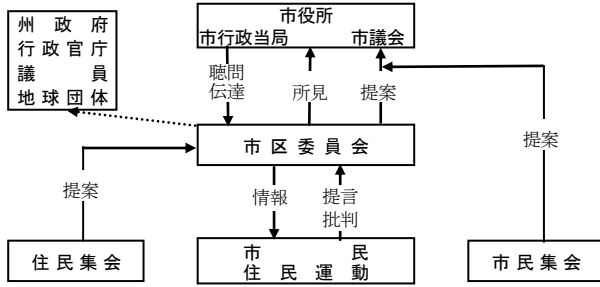 州政府
行政官庁
議員
地球団体
市役所
市行政当局 市議会
聴問
伝達
所見
提案
市区委員会
提案
提案
情報
提言
批判
住民集会
市民
住民運動
市民集会